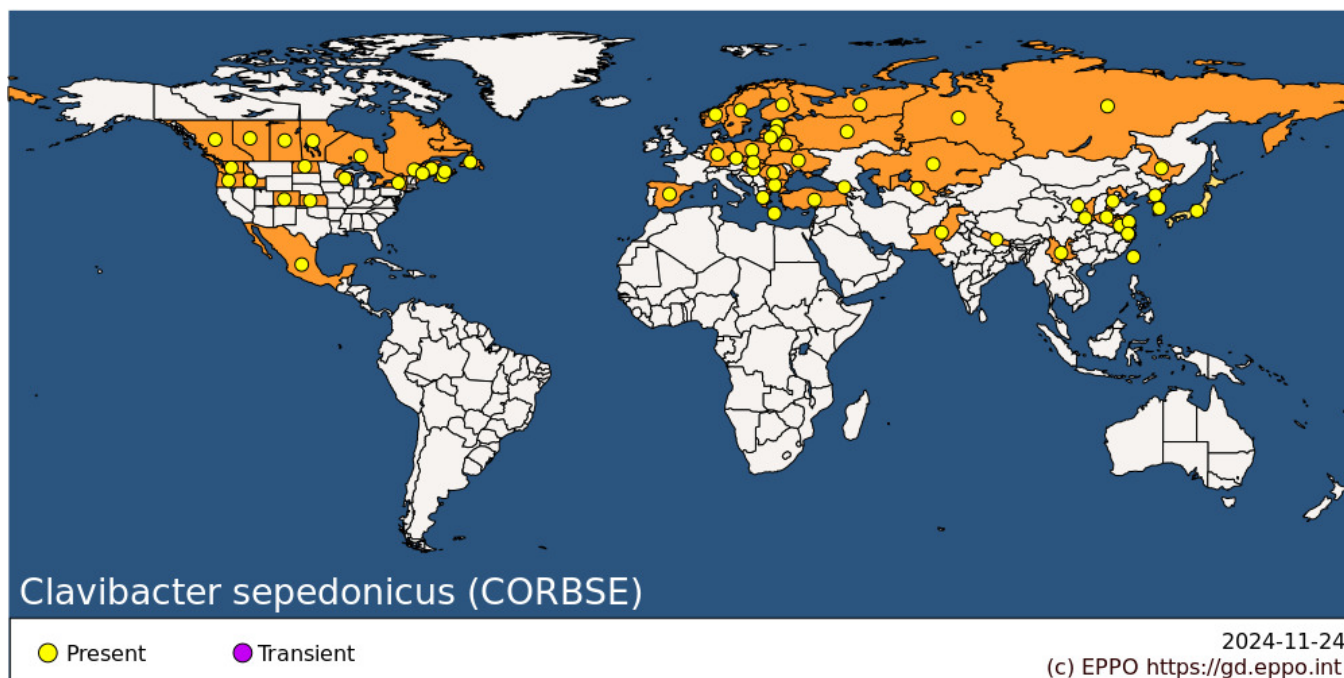 Clavibacter sepedonicus (CORBSE)
Present
Transient
2024-11-24
(c) EPPO https://gd.eppo.int